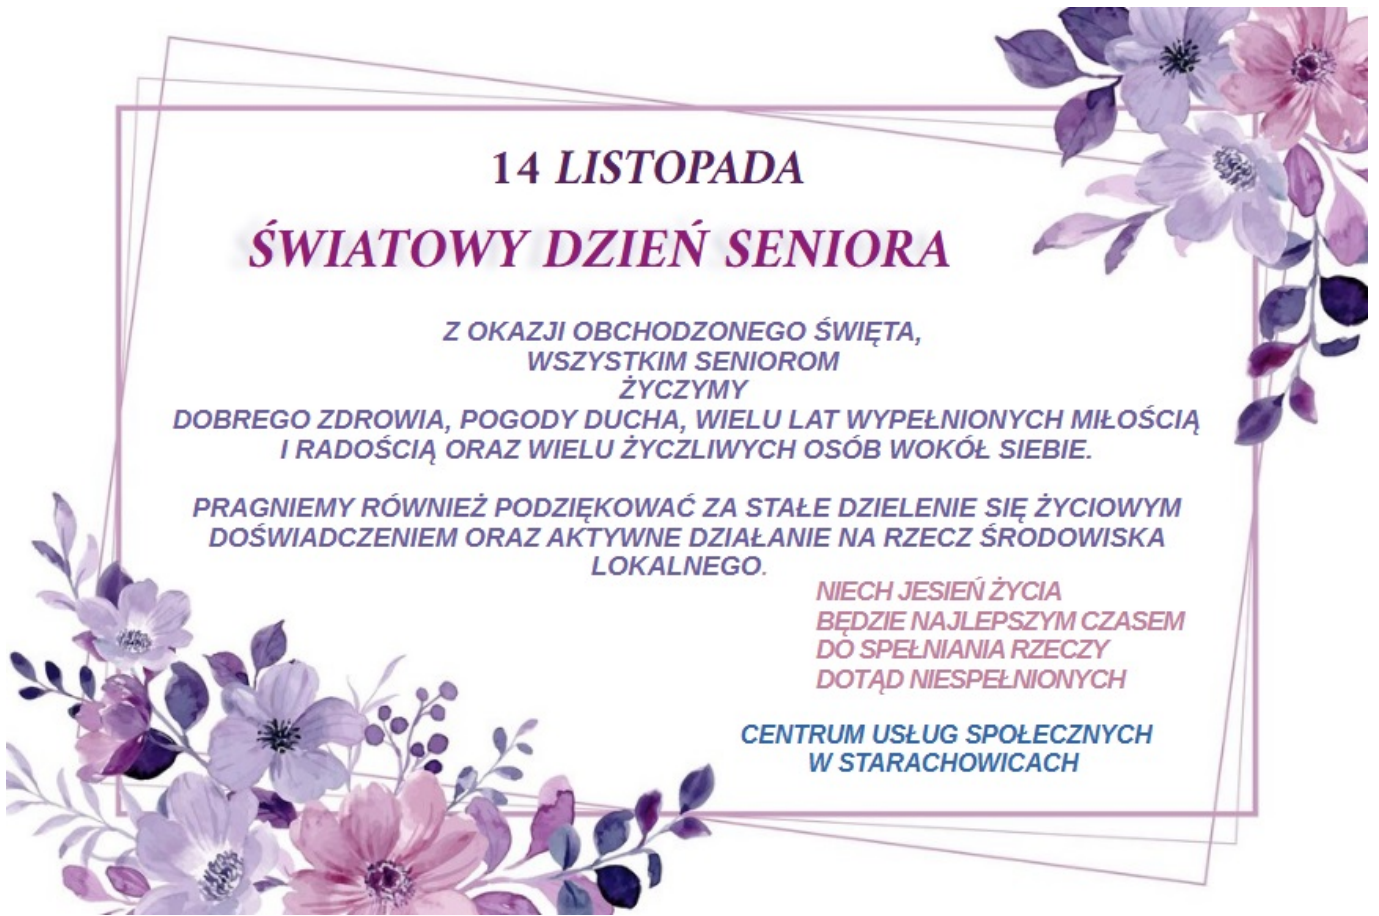 14 LISTOPADA
ŚWIATOWY DZIEŃ SENIORA
Z OKAZJI OBCHODZONEGO ŚWIĘTA,
WSZYSTKIM SENIOROM
ŻYCZYMY
DOBREGO ZDROWIA, POGODY DUCHA, WIELU LAT WYPEŁNIONYCH MIŁOŚCIĄ
I RADOŚCIĄ ORAZ WIELU ŻYCZLIWYCH OSÓB WOKÓŁ SIEBIE.
PRAGNIEMY RÓWNIEŻ PODZIĘKOWAĆ ZA STAŁE DZIELENIE SIĘ ŻYCIOWYM
DOŚWIADCZENIEM ORAZ AKTYWNE DZIAŁANIE NA RZECZ ŚRODOWISKA
LOKALNEGO.
NIECH JESIEŃ ŻYCIA
BĘDZIE NAJLEPSZYM CZASEM
DO SPEŁNIANIA RZECZY
DOTĄD NIESPEŁNIONYCH
CENTRUM USŁUG SPOŁECZNYCH
W STARACHOWICACH